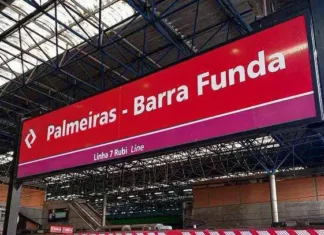 Palmeiras - Barra Funda
Linha 7 Rubi Line